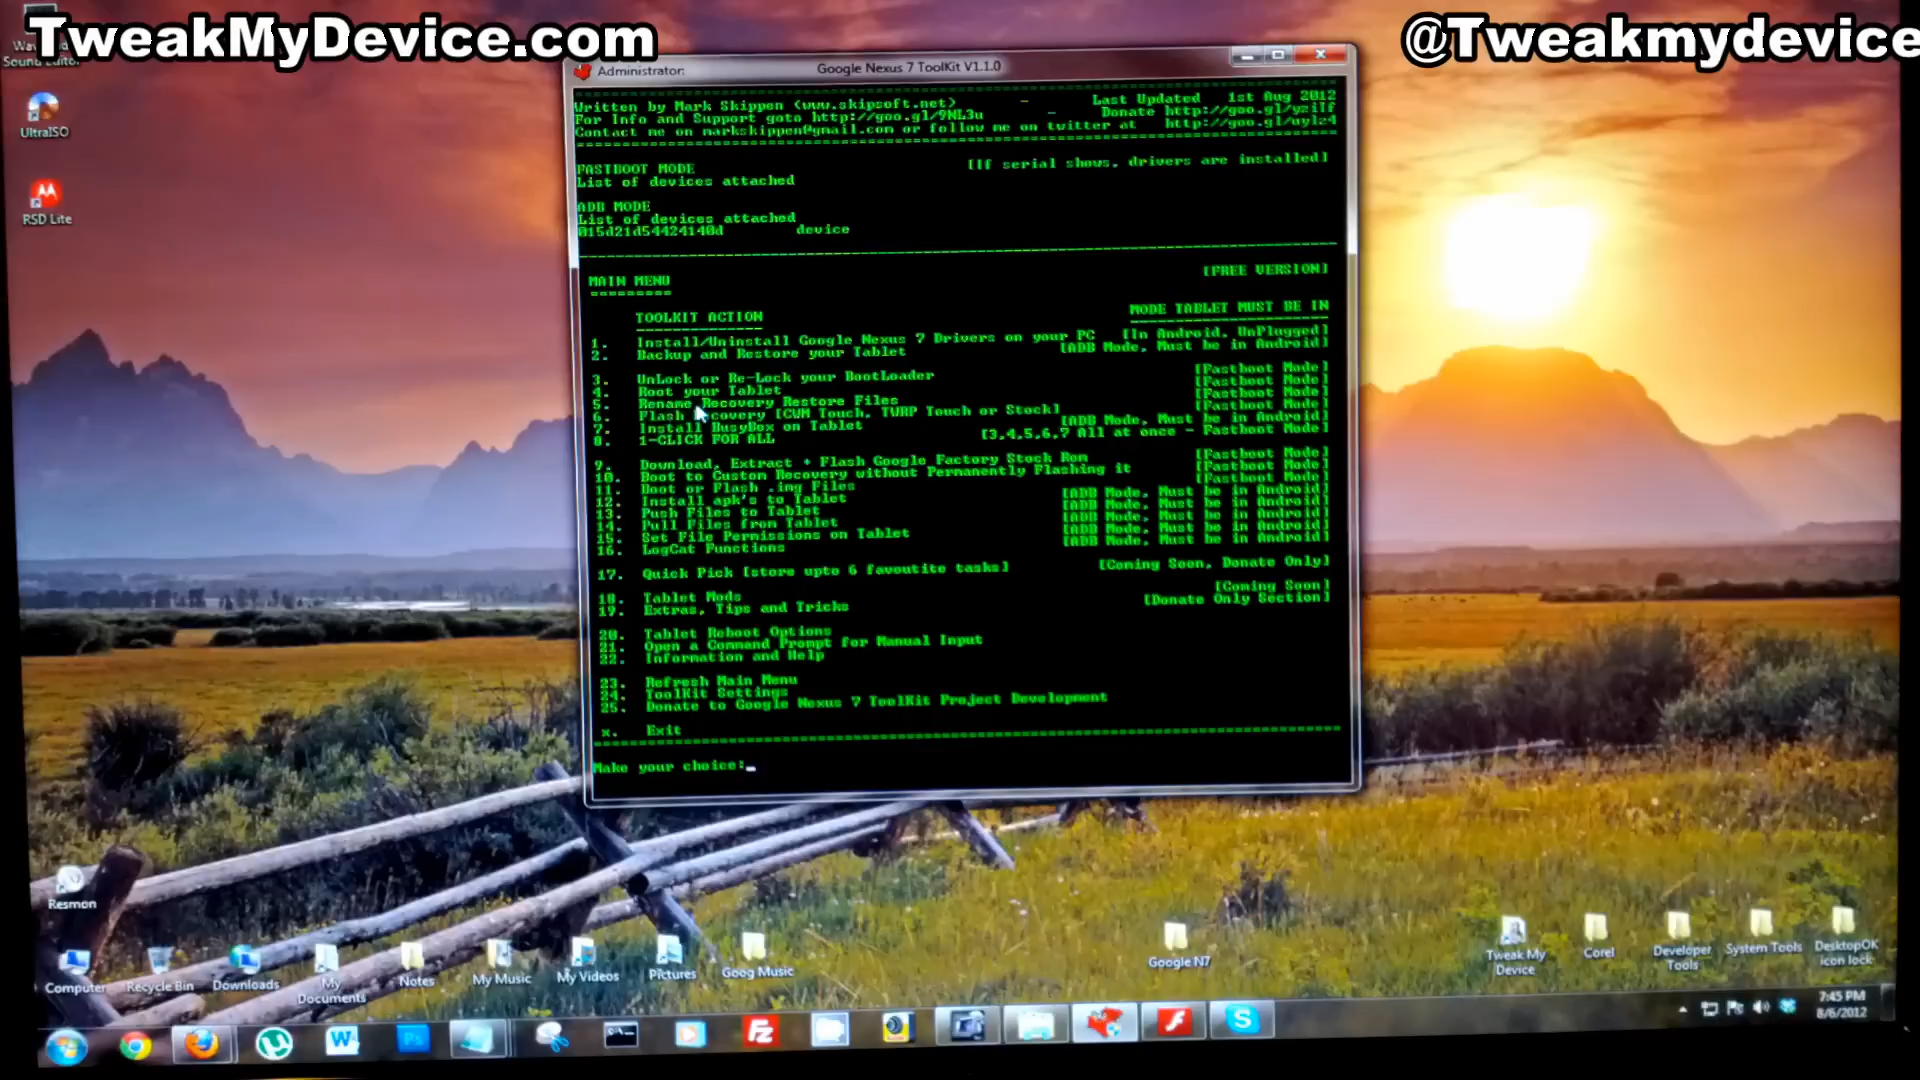 TweakMyDevice.com
@Tweakmydevice
Sound Editor
UltraISO
RSD Lite
Administrator:
Google Nexus 7 ToolKit V1.1.0
Written by Mark Skippen (www.skipsoft.net) - Last Updated 1st Aug 2012
For Info and Support goto http://goo.gl/9NL3u - Donate http://goo.gl/
Contact me on markskippen@gmail.com or follow me on twitter at http://goo.gl/
FASTBOOT MODE [If serial shows, drivers are installed]
List of devices attached
ADB MODE
List of devices attached
015d21d54424140d device
MAIN MENU [FREE VERSION]
TOOLKIT ACTION MODE TABLET MUST BE IN
1. Install/Uninstall Google Nexus 7 Drivers on your PC [In Android, UnPlugged]
2. Backup and Restore your Tablet [ADB Mode, Must be in Android]
3. UnLock or Re-Lock your BootLoader [Fastboot Mode]
4. Root your Tablet [Fastboot Mode]
5. Rename Recovery Restore Files [Fastboot Mode]
6. Flash Recovery [CWM Touch, TWRP Touch or Stock] [Fastboot Mode]
7. Install BusyBox on Tablet [ADB Mode, Must be in Android]
8. 1-CLICK FOR ALL [3,4,5,6,7 All at once - Fastboot Mode]
9. Download, Extract + Flash Google Factory Stock Rom [Fastboot Mode]
10. Boot to Custom Recovery without Permanently Flashing it [Fastboot Mode]
11. Boot or Flash .img Files [Fastboot Mode]
12. Install apk's to Tablet [ADB Mode, Must be in Android]
13. Push Files to Tablet [ADB Mode, Must be in Android]
14. Pull Files from Tablet [ADB Mode, Must be in Android]
15. Set File Permissions on Tablet [ADB Mode, Must be in Android]
16. LogCat Functions [ADB Mode, Must be in Android]
17. Quick Pick [store upto 6 favoutite tasks] [Coming Soon, Donate Only]
18. Tablet Mods [Coming Soon]
19. Extras, Tips and Tricks [Donate Only Section]
20. Tablet Reboot Options
21. Open a Command Prompt for Manual Input
22. Information and Help
23. Refresh Main Menu
24. ToolKit Settings
25. Donate to Google Nexus 7 ToolKit Project Development
x. Exit
Make your choice:_
Resmon
Computer
Recycle Bin
Downloads
My Documents
Notes
My Music
My Videos
Pictures
Goog Music
Google N7
Tweak My Device
Corel
Developer Tools
System Tools
DesktopOK icon lock
7:45 PM
8/6/2012